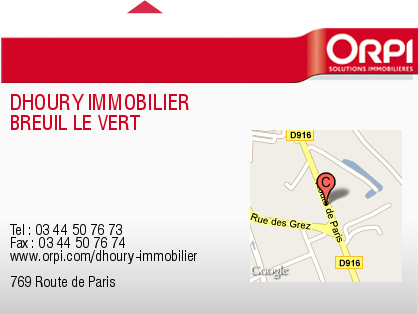 ORPI
SOLUTIONS IMMOBILIÈRES
DHOURY IMMOBILIER
BREUIL LE VERT
D916
C
Route de Paris
Rue des Grez
D916
Google
Tel : 03 44 50 76 73
Fax : 03 44 50 76 74
www.orpi.com/dhoury-immobilier
769 Route de Paris